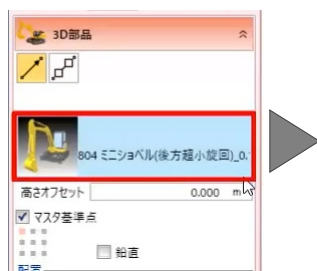 3D部品
804 ミニショベル(後方超小旋回)_0.
高さオフセット 0.000 m
マスタ基準点
鉛直
配置